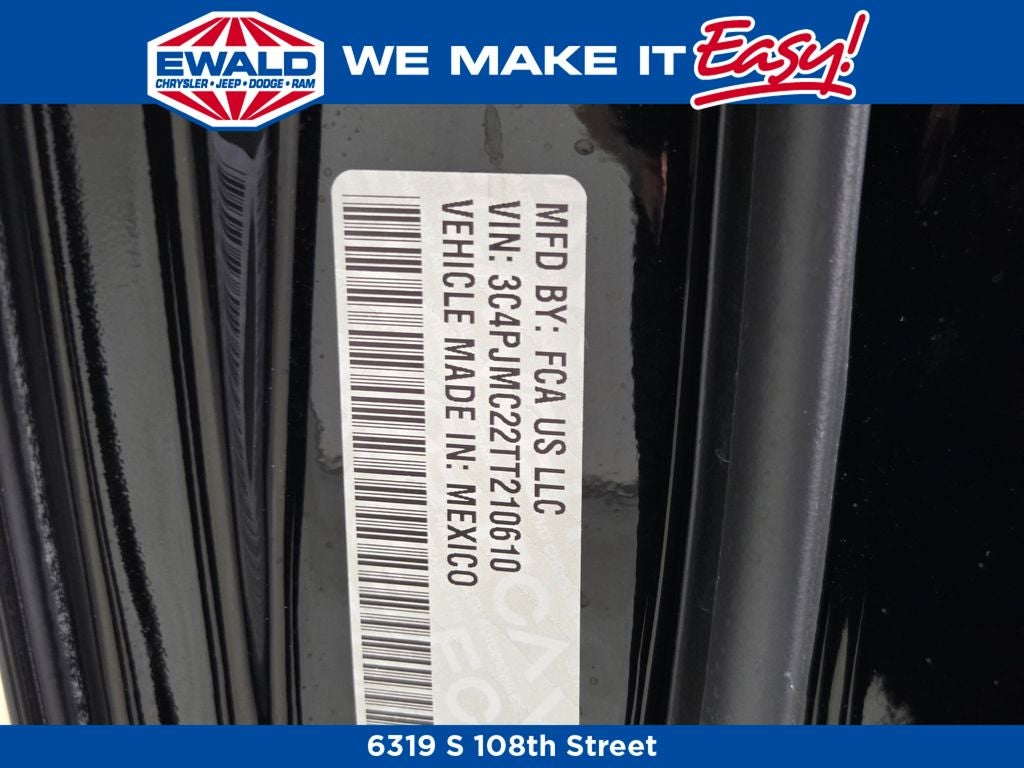 EWALD
CHRYSLER • JEEP • DODGE • RAM
WE MAKE IT Easy!
MFD BY: FCA US LLC
VIN: 3C4PJMC22TT210610
VEHICLE MADE IN: MEXICO
6319 S 108th Street